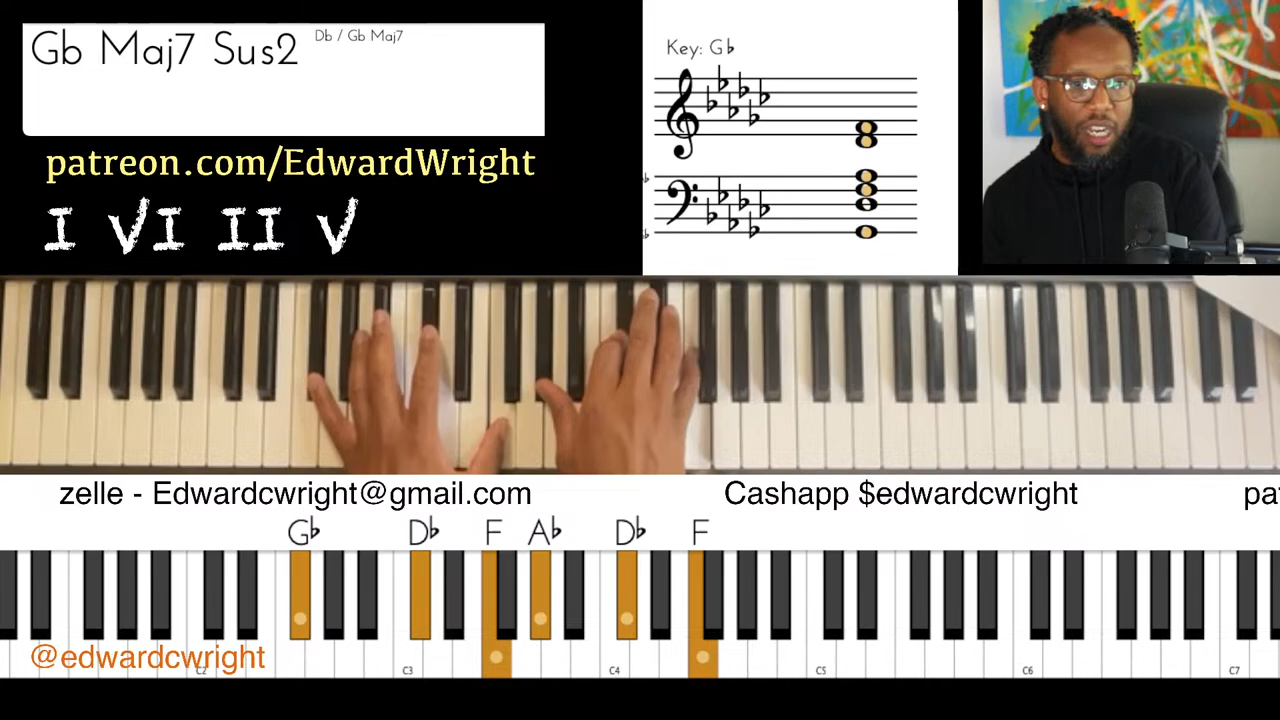 Gb Maj7 Sus2
Db / Gb Maj7
Key: G♭
patreon.com/EdwardWright
I VI II V
zelle - Edwardcwright@gmail.com
Cashapp $edwardcwright
G♭ D♭ F A♭ D♭ F
@edwardcwright
C2 C3 C4 C5 C6 C7